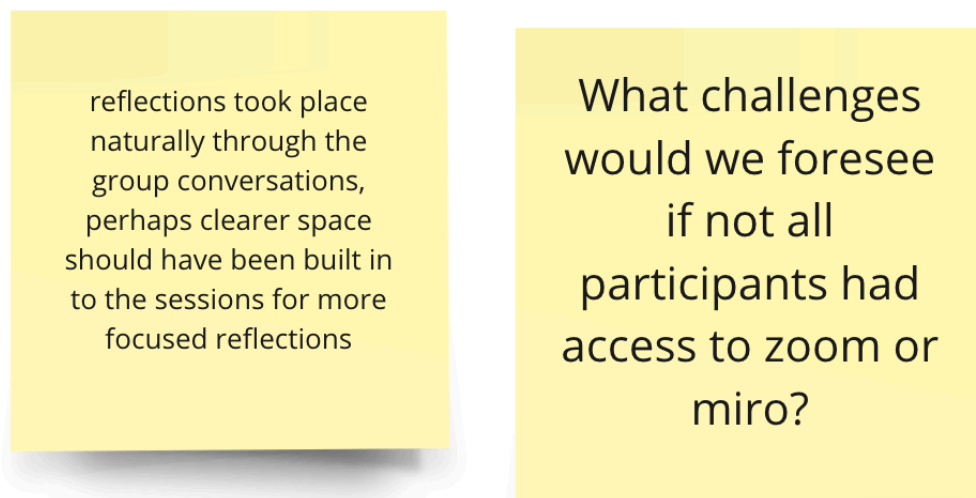 reflections took place
naturally through the
group conversations,
perhaps clearer space
should have been built in
to the sessions for more
focused reflections
What challenges
would we foresee
if not all
participants had
access to zoom or
miro?